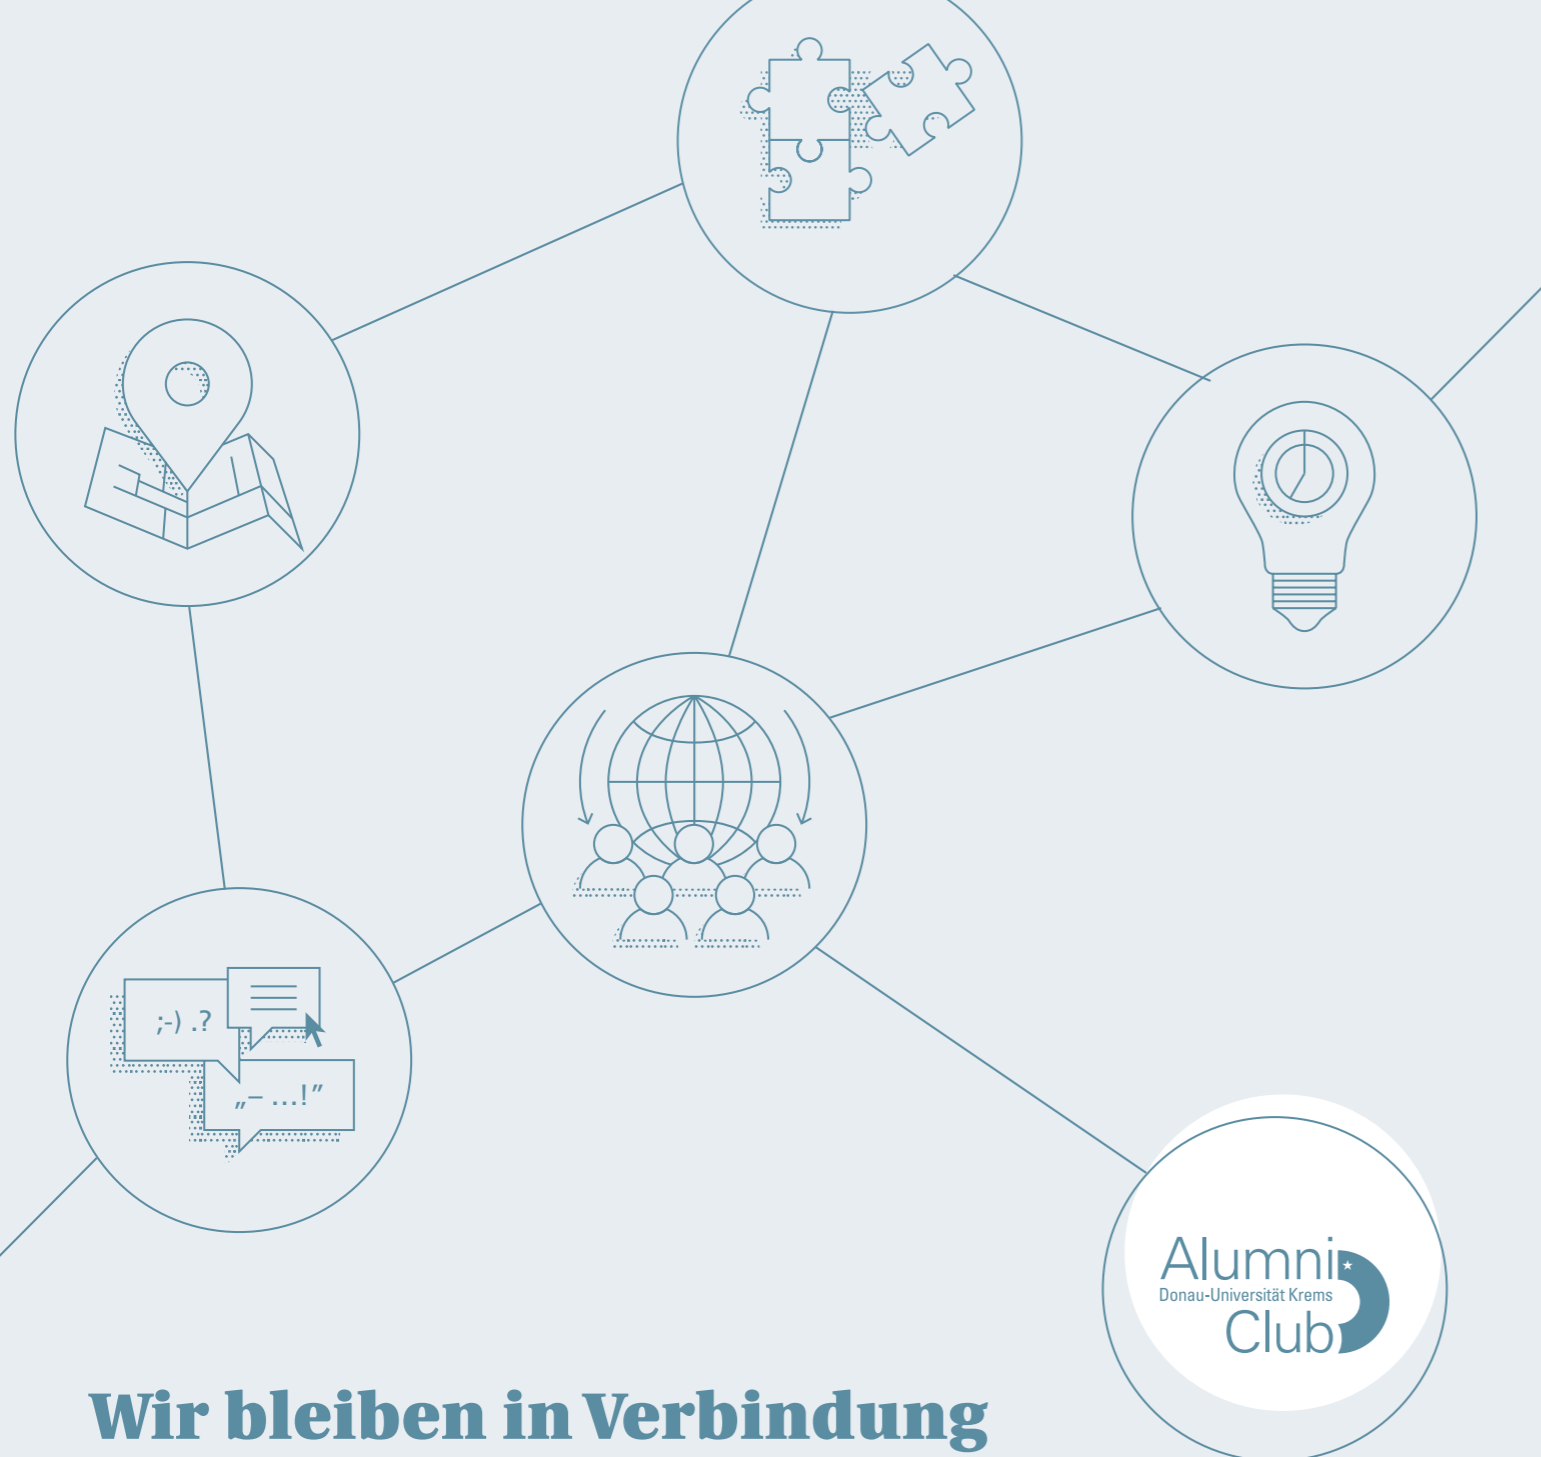 ;-) .?
„– ...!”
Alumni
Donau-Universität Krems
Club
Wir bleiben in Verbindung